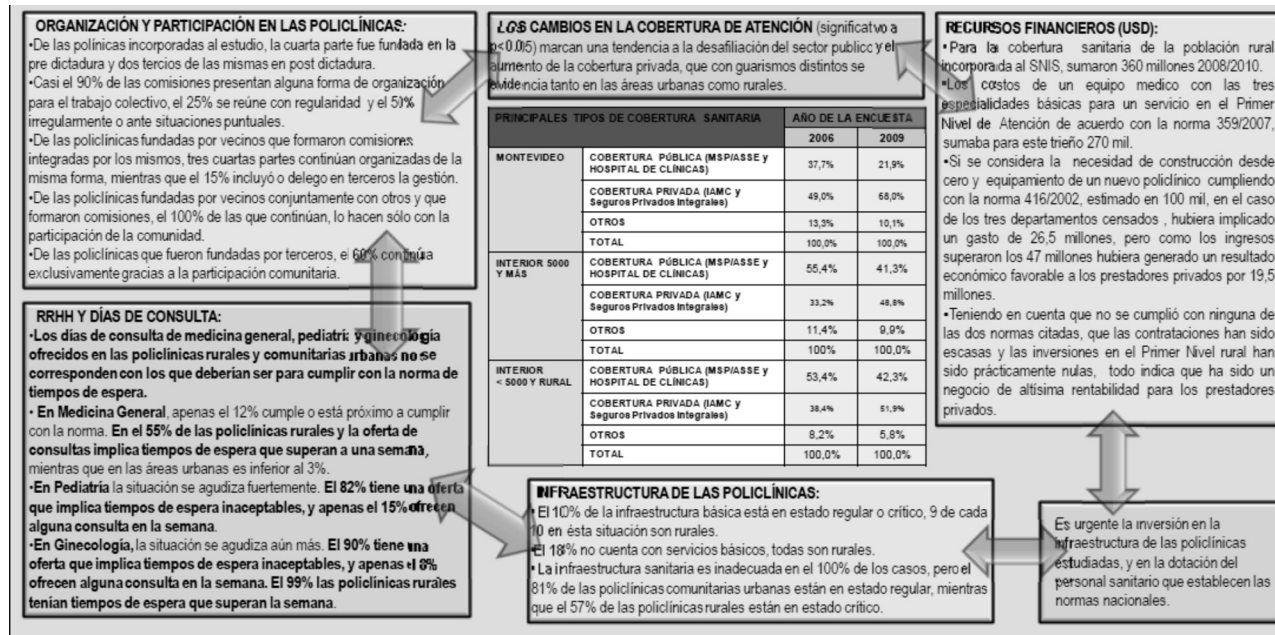 ORGANIZACIÓN Y PARTICIPACIÓN EN LAS POLICLÍNICAS:
•De las polínicas incorporadas al estudio, la cuarta parte fue fundada en la
pre dictadura y dos tercios de las mismas en post dictadura.
•Casi el 90% de las comisiones presentan alguna forma de organización
para el trabajo colectivo, el 25% se reúne con regularidad y el 50%
irregularmente o ante situaciones puntuales.
•De las policlínicas fundadas por vecinos que formaron comisiones
integradas por los mismos, tres cuartas partes continúan organizadas de la
misma forma, mientras que el 15% incluyó o delego en terceros la gestión.
•De las policlínicas fundadas por vecinos conjuntamente con otros y que
formaron comisiones, el 100% de las que continúan, lo hacen sólo con la
participación de la comunidad.
•De las policlínicas que fueron fundadas por terceros, el 60% continúa
exclusivamente gracias a la participación comunitaria.
RRHH Y DÍAS DE CONSULTA:
•Los días de consulta de medicina general, pediatría y ginecología
ofrecidos en las policlínicas rurales y comunitarias urbanas no se
corresponden con los que deberían ser para cumplir con la norma de
tiempos de espera.
• En Medicina General, apenas el 12% cumple o está próximo a cumplir
con la norma. En el 55% de las policlínicas rurales y la oferta de
consultas implica tiempos de espera que superan a una semana,
mientras que en las áreas urbanas es inferior al 3%.
•En Pediatría la situación se agudiza fuertemente. El 82% tiene una oferta
que implica tiempos de espera inaceptables, y apenas el 15% ofrecen
alguna consulta en la semana.
•En Ginecología, la situación se agudiza aún más. El 90% tiene una
oferta que implica tiempos de espera inaceptables, y apenas el 8%
ofrecen alguna consulta en la semana. El 99% las policlínicas rurales
tenían tiempos de espera que superan la semana.
LOS CAMBIOS EN LA COBERTURA DE ATENCIÓN (significativo a
p<0.05) marcan una tendencia a la desafiliación del sector publico y el
aumento de la cobertura privada, que con guarismos distintos se
evidencia tanto en las áreas urbanas como rurales.
PRINCIPALES TIPOS DE COBERTURA SANITARIA AÑO DE LA ENCUESTA
2006 2009
MONTEVIDEO COBERTURA PÚBLICA (MSP/ASSE y
HOSPITAL DE CLÍNICAS) 37,7% 21,9%
COBERTURA PRIVADA (IAMC y
Seguros Privados Integrales) 49,0% 68,0%
OTROS 13,3% 10,1%
TOTAL 100,0% 100,0%
INTERIOR 5000
Y MÁS COBERTURA PÚBLICA (MSP/ASSE y
HOSPITAL DE CLÍNICAS) 55,4% 41,3%
COBERTURA PRIVADA (IAMC y
Seguros Privados Integrales) 33,2% 48,8%
OTROS 11,4% 9,9%
TOTAL 100% 100,0%
INTERIOR
< 5000 Y RURAL COBERTURA PÚBLICA (MSP/ASSE y
HOSPITAL DE CLÍNICAS) 53,4% 42,3%
COBERTURA PRIVADA (IAMC y
Seguros Privados Integrales) 38,4% 51,9%
OTROS 8,2% 5,8%
TOTAL 100,0% 100,0%
INFRAESTRUCTURA DE LAS POLICLÍNICAS:
• El 10% de la infraestructura básica está en estado regular o crítico, 9 de cada
10 en ésta situación son rurales.
•El 18% no cuenta con servicios básicos, todas son rurales.
• La infraestructura sanitaria es inadecuada en el 100% de los casos, pero el
81% de las policlínicas comunitarias urbanas están en estado regular, mientras
que el 57% de las policlínicas rurales están en estado crítico.
RECURSOS FINANCIEROS (USD):
•Para la cobertura sanitaria de la población rural
incorporada al SNIS, sumaron 360 millones 2008/2010.
•Los costos de un equipo medico con las tres
especialidades básicas para un servicio en el Primer
Nivel de Atención de acuerdo con la norma 359/2007,
sumaba para este trieño 270 mil.
•Si se considera la necesidad de construcción desde
cero y equipamiento de un nuevo policlínico cumpliendo
con la norma 416/2002, estimado en 100 mil, en el caso
de los tres departamentos censados , hubiera implicado
un gasto de 26,5 millones, pero como los ingresos
superaron los 47 millones hubiera generado un resultado
económico favorable a los prestadores privados por 19,5
millones.
•Teniendo en cuenta que no se cumplió con ninguna de
las dos normas citadas, que las contrataciones han sido
escasas y las inversiones en el Primer Nivel rural han
sido prácticamente nulas, todo indica que ha sido un
negocio de altísima rentabilidad para los prestadores
privados.
Es urgente la inversión en la
infraestructura de las policlínicas
estudiadas, y en la dotación del
personal sanitario que establecen las
normas nacionales.